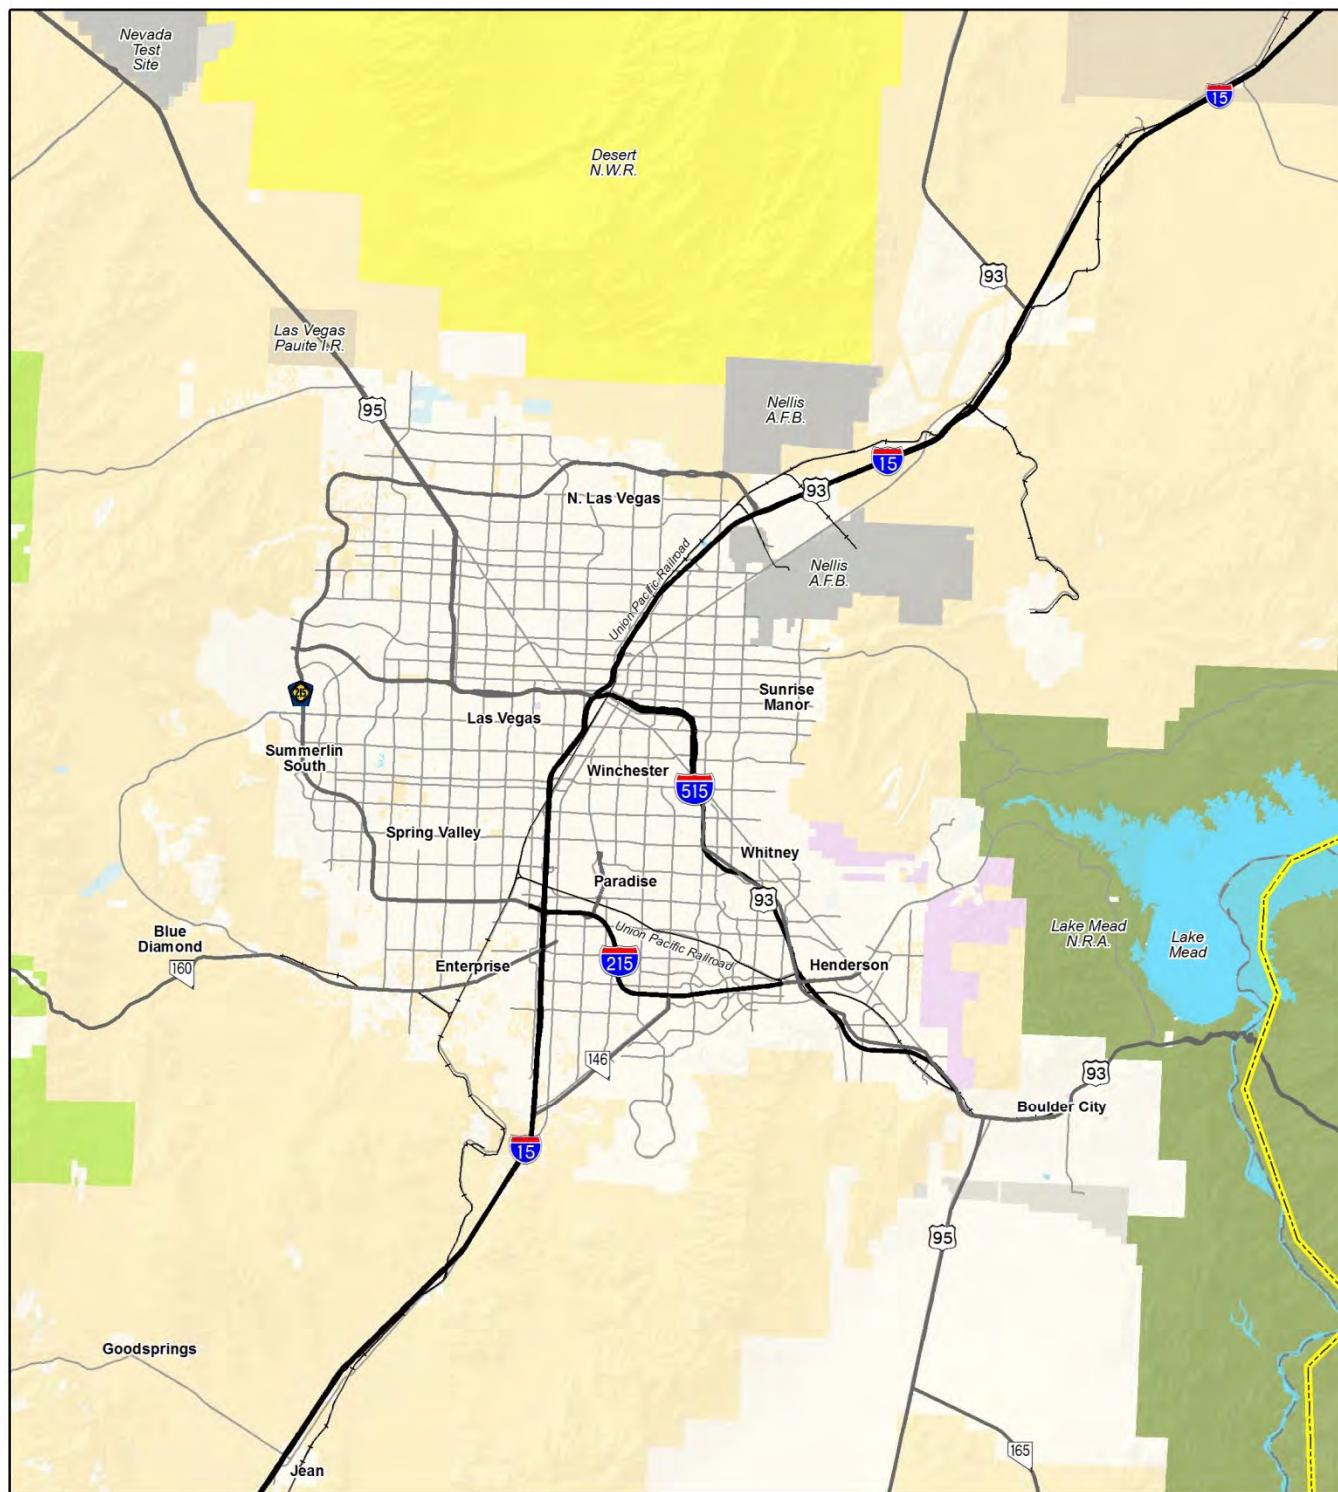 Nevada
Test
Site
15
Desert
N.W.R.
93
Las Vegas
Pauite I.R.
95
Nellis
A.F.B.
15
93
N. Las Vegas
Union Pacific Railroad
Nellis
A.F.B.
215
Sunrise
Manor
Las Vegas
Summerlin
South
Winchester
515
Spring Valley
Whitney
Paradise
93
Lake Mead
N.R.A.
Lake
Mead
Blue
Diamond
160
Union Pacific Railroad
Enterprise
215
Henderson
146
93
Boulder City
15
95
Goodsprings
165
Jean